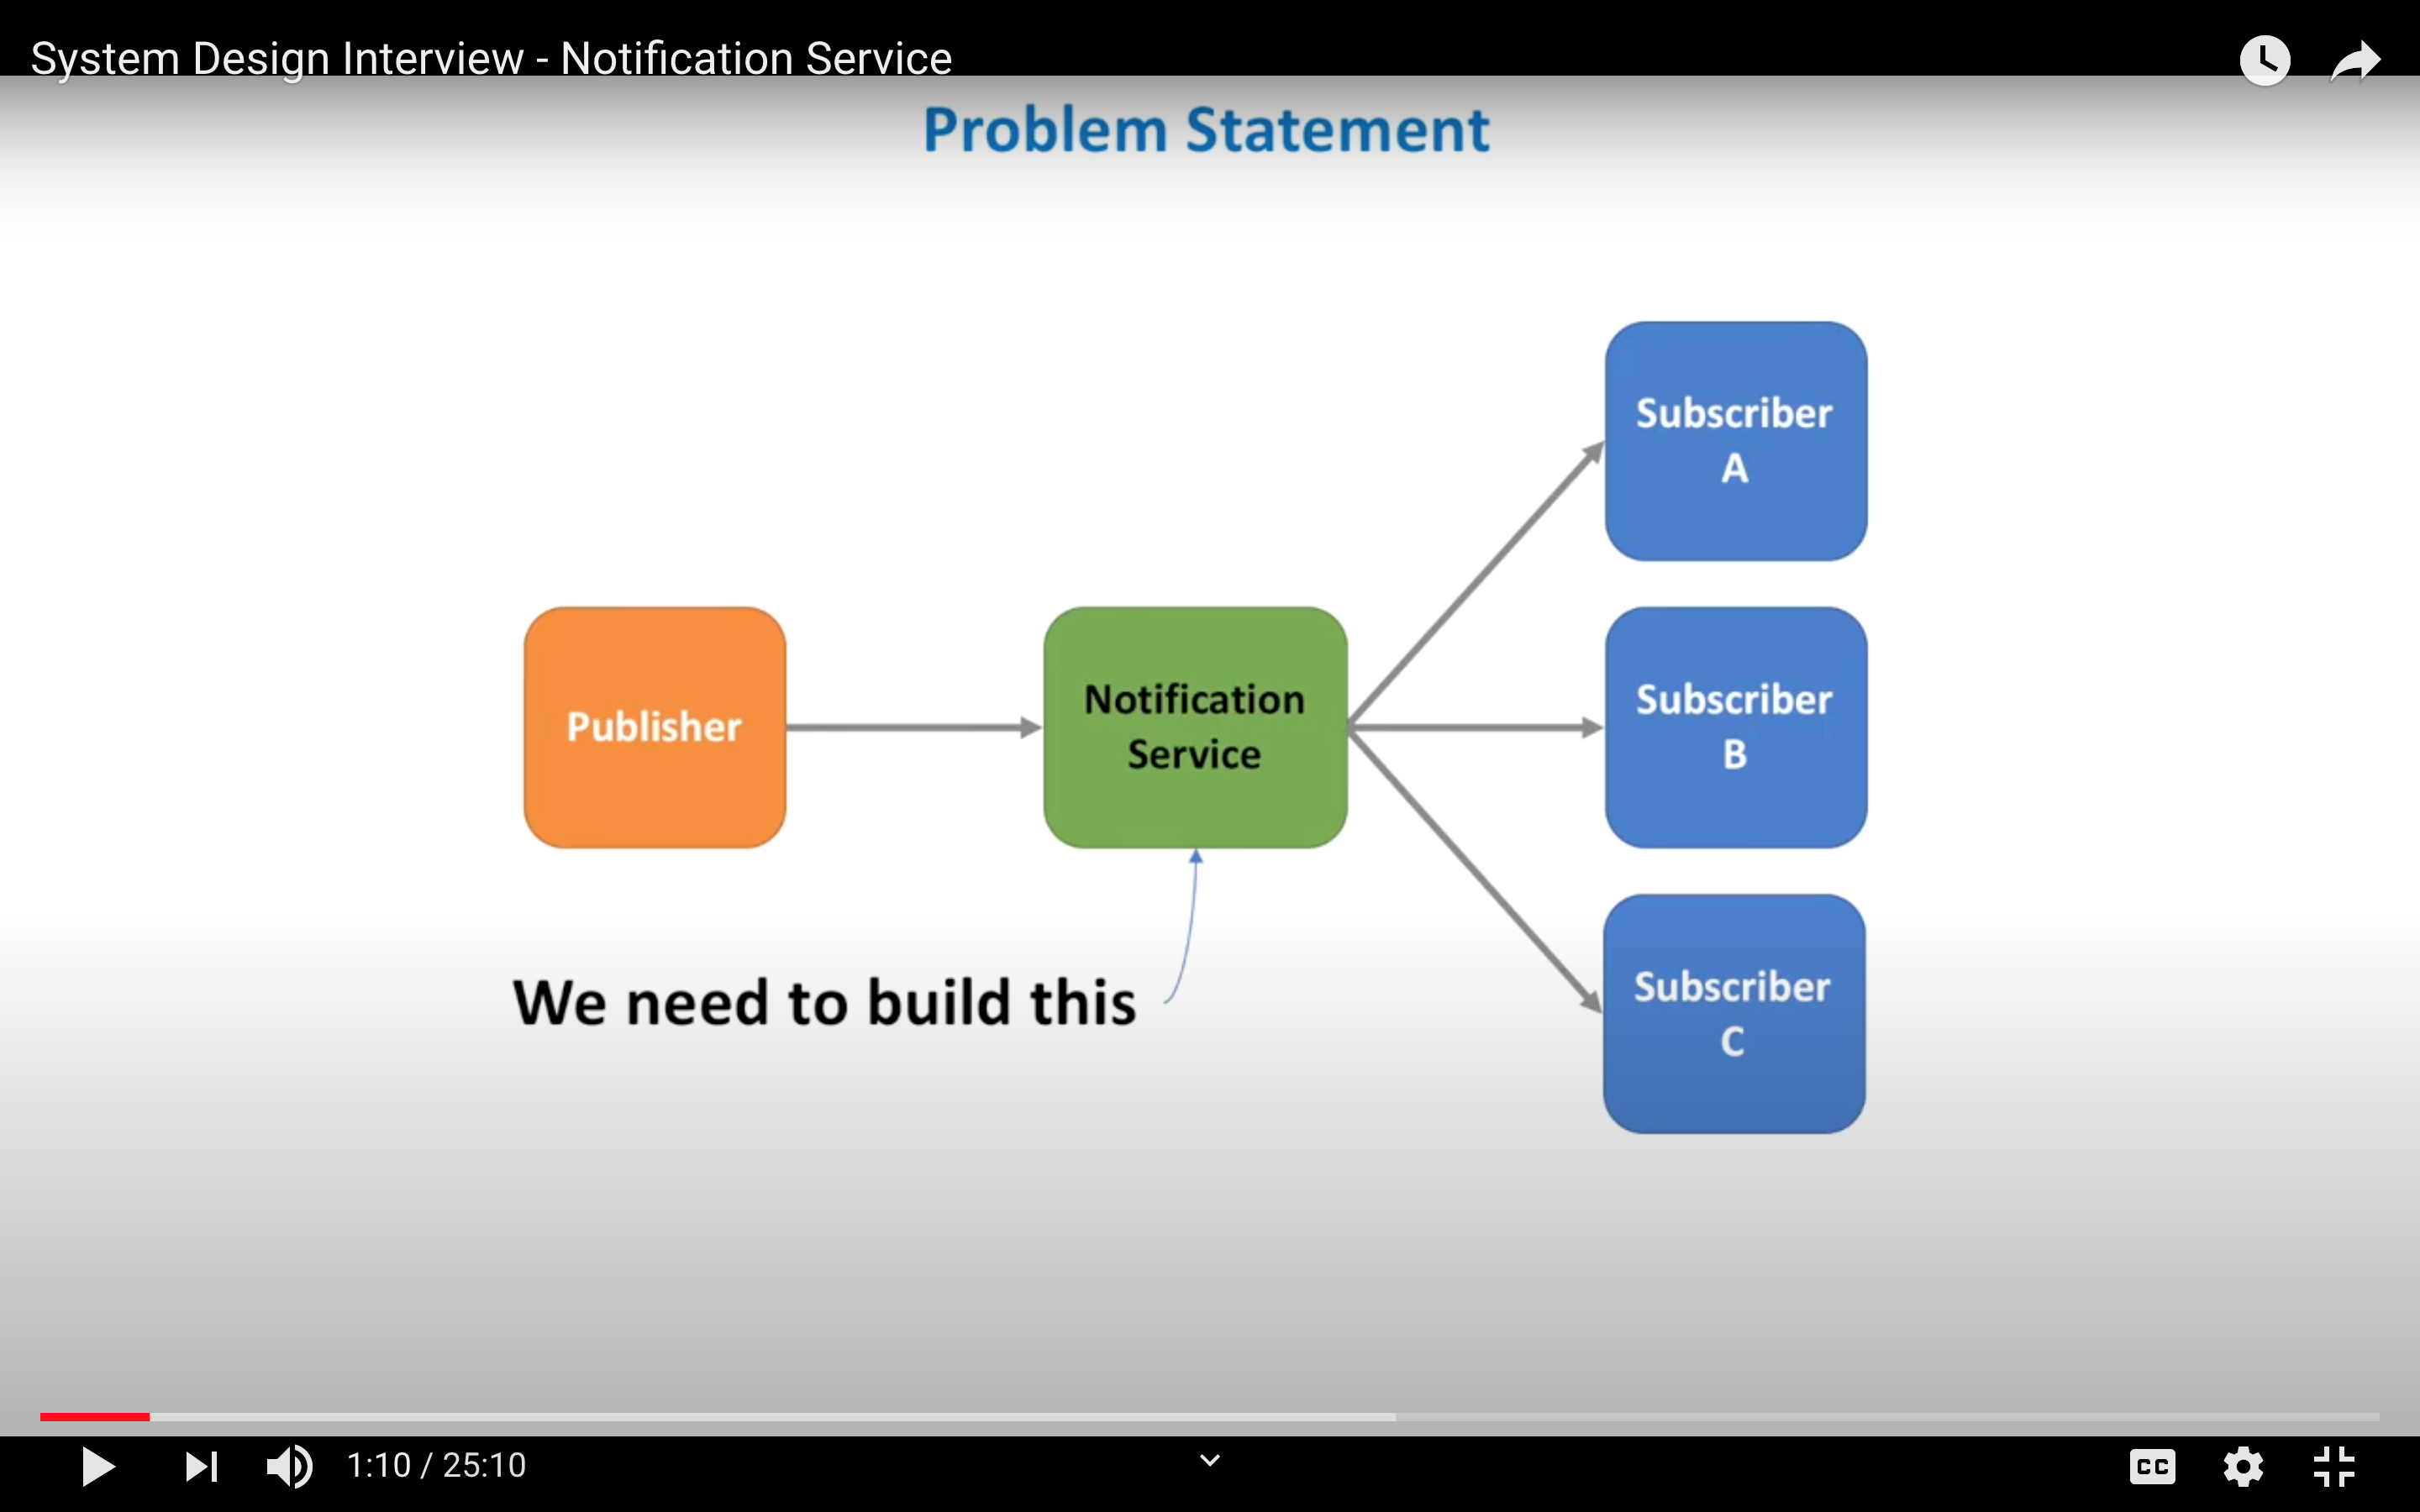 System Design Interview - Notification Service
Problem Statement
Subscriber
A
Publisher
Notification
Service
Subscriber
B
We need to build this
Subscriber
C
1:10 / 25:10
CC